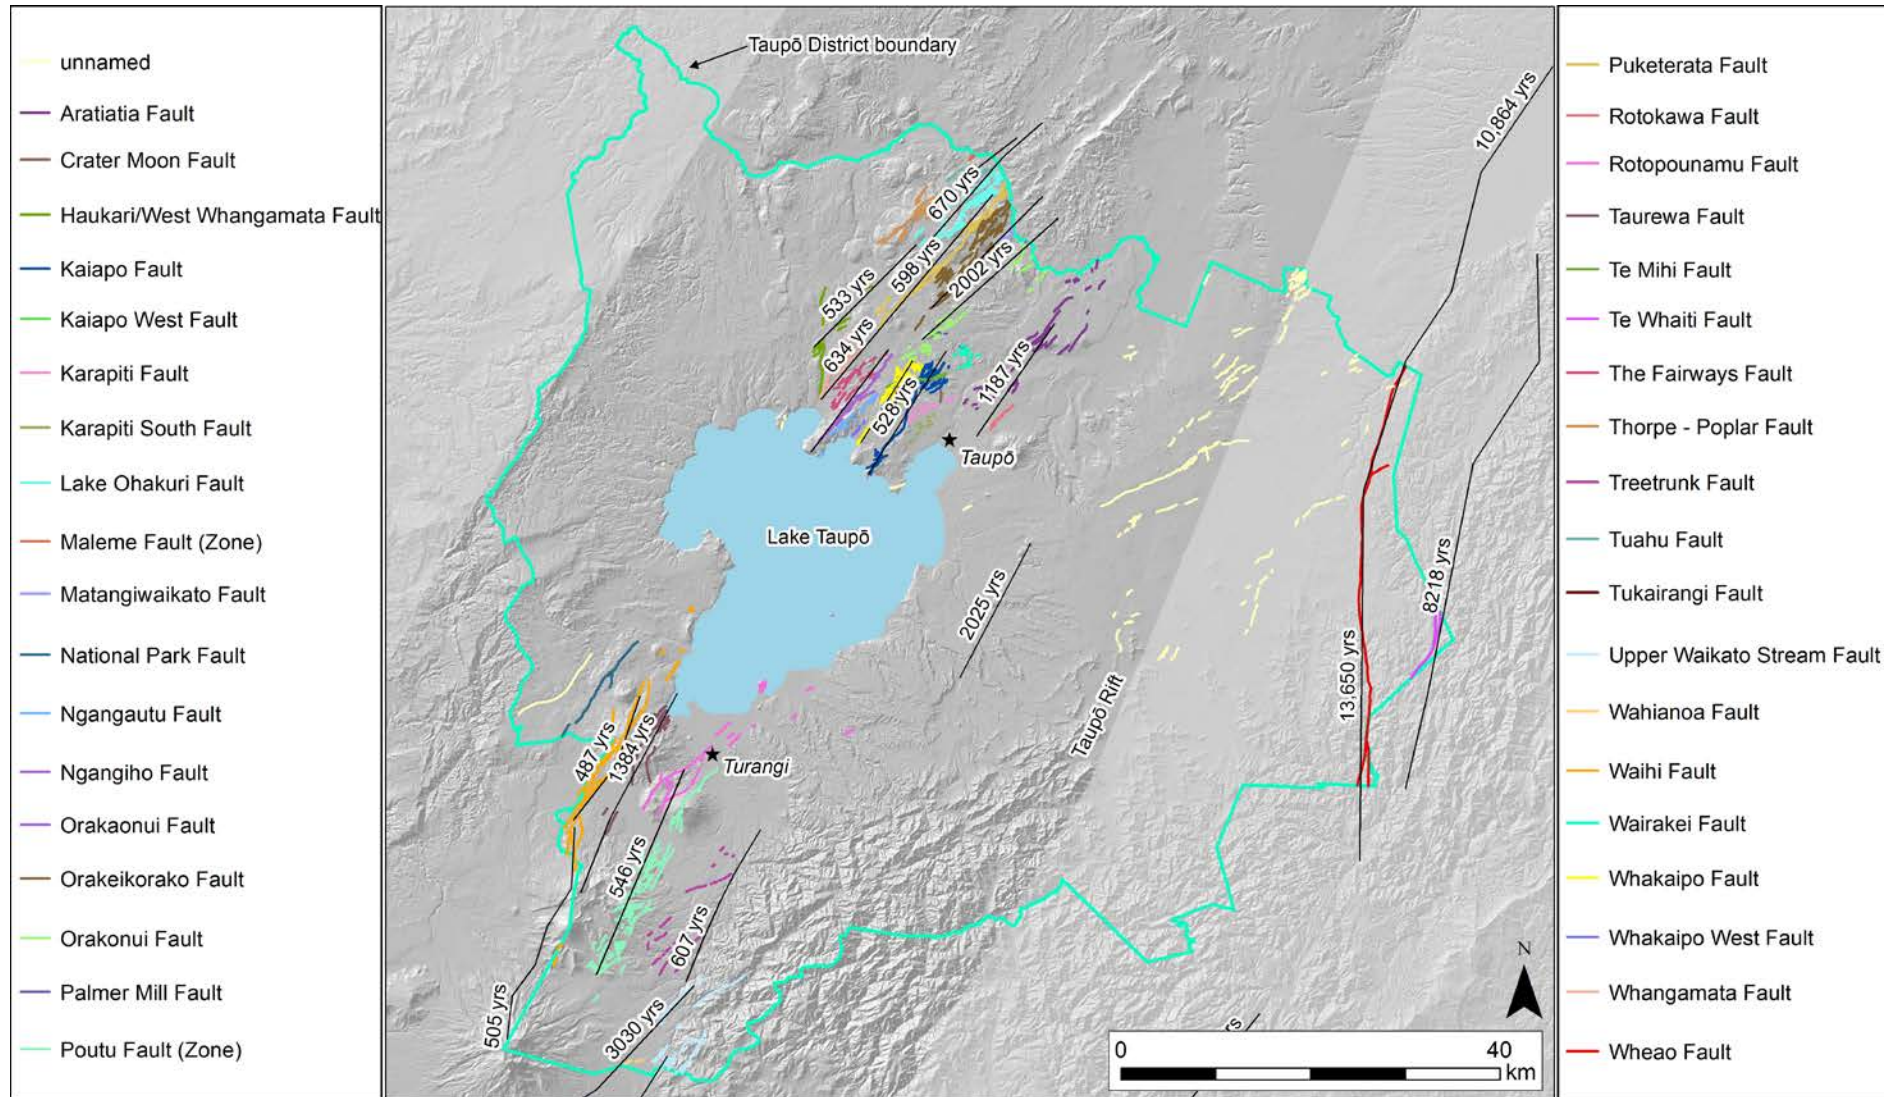 unnamed
Aratiatia Fault
Crater Moon Fault
Haukari/West Whangamata Fault
Kaiapo Fault
Kaiapo West Fault
Karapiti Fault
Karapiti South Fault
Lake Ohakuri Fault
Maleme Fault (Zone)
Matangiwaikato Fault
National Park Fault
Ngangautu Fault
Ngangiho Fault
Orakaonui Fault
Orakeikorako Fault
Orakonui Fault
Palmer Mill Fault
Poutu Fault (Zone)
Taupō District boundary
10,864 yrs
670 yrs
598 yrs
2002 yrs
533 yrs
634 yrs
528 yrs
1187 yrs
Taupō
Lake Taupō
2025 yrs
8218 yrs
13,650 yrs
Taupō Rift
487 yrs
1384 yrs
Turangi
546 yrs
607 yrs
505 yrs
3030 yrs
rs
N
0 40
km
Puketerata Fault
Rotokawa Fault
Rotopounamu Fault
Taurewa Fault
Te Mihi Fault
Te Whaiti Fault
The Fairways Fault
Thorpe - Poplar Fault
Treetrunk Fault
Tuahu Fault
Tukairangi Fault
Upper Waikato Stream Fault
Wahianoa Fault
Waihi Fault
Wairakei Fault
Whakaipo Fault
Whakaipo West Fault
Whangamata Fault
Wheao Fault